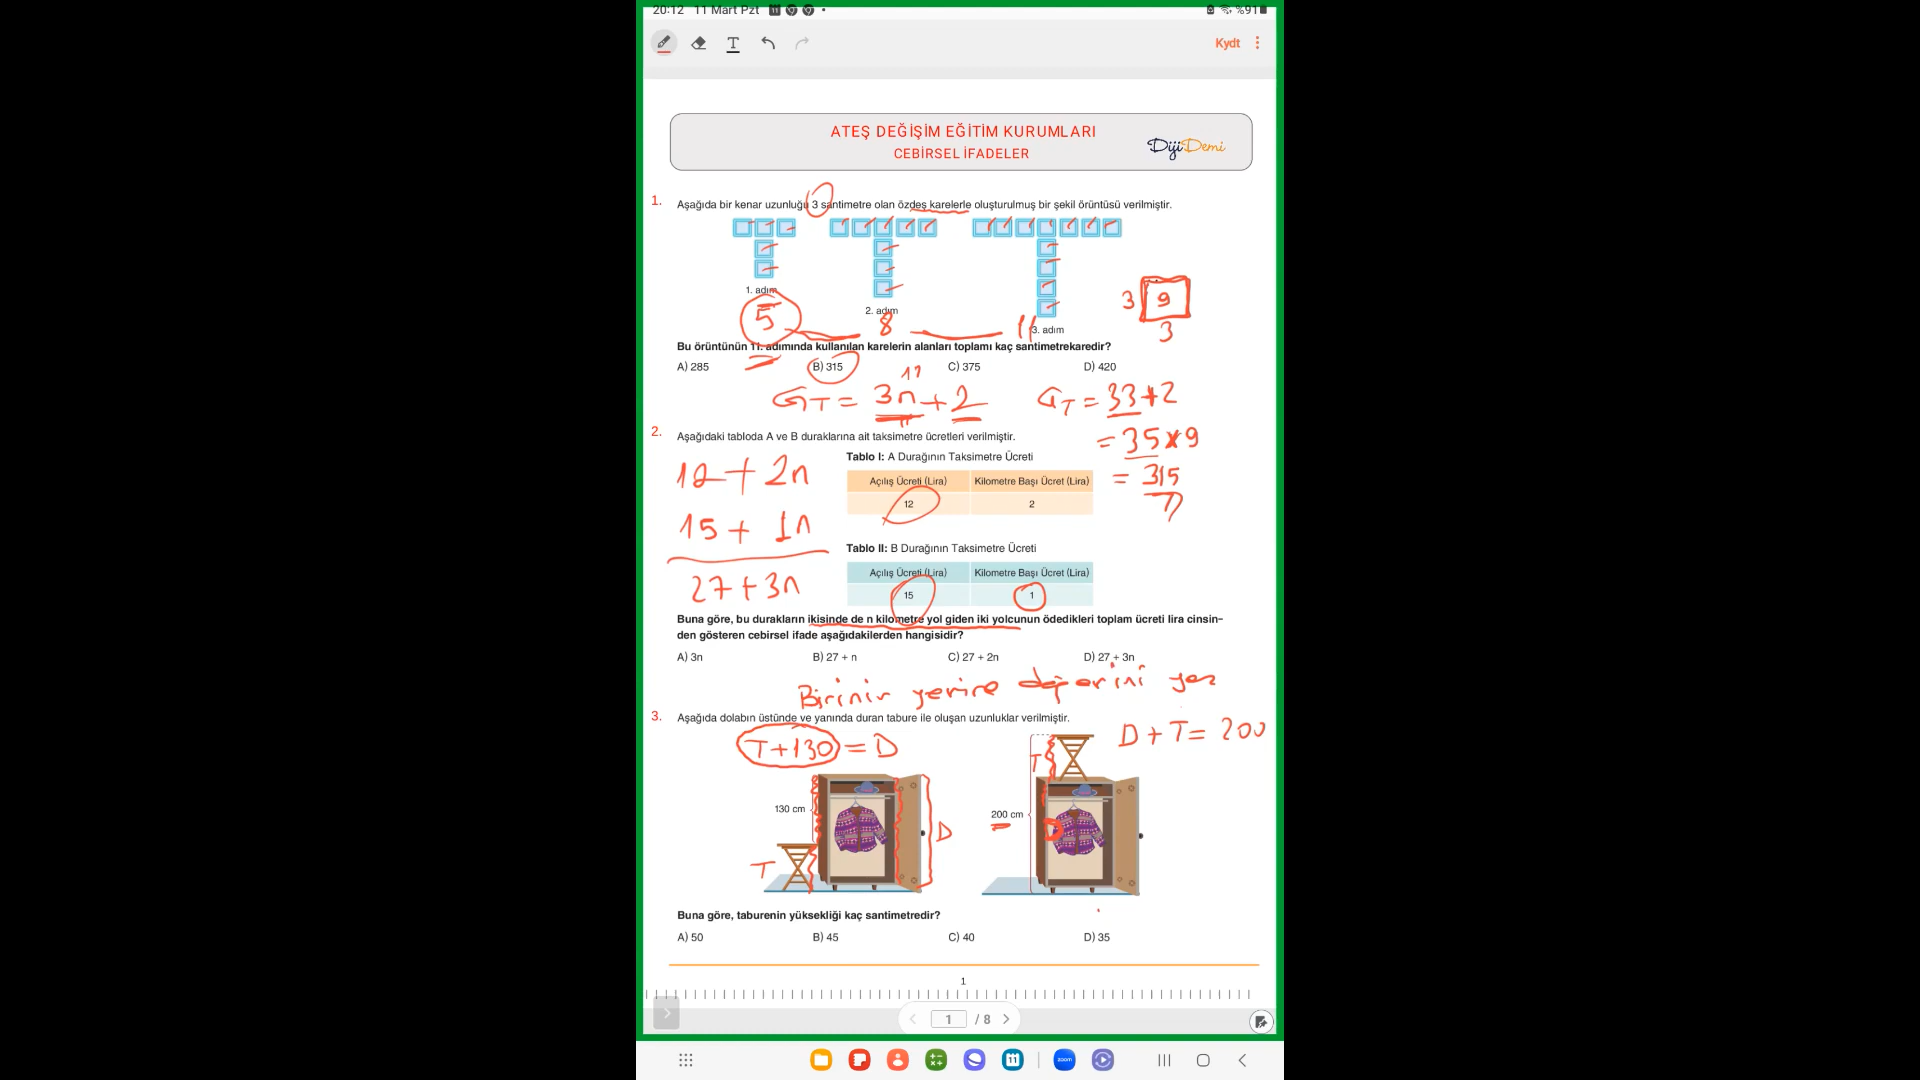 20:12 11 Mart Pzt
%91
Kydt
ATEŞ DEĞİŞİM EĞİTİM KURUMLARI
CEBİRSEL İFADELER
DijiDemi
1. Aşağıda bir kenar uzunluğu 3 santimetre olan özdeş karelerle oluşturulmuş bir şekil örüntüsü verilmiştir.
1. adım
2. adım
3. adım
5 8 11
3 9
3
Bu örüntünün 11. adımında kullanılan karelerin alanları toplamı kaç santimetrekaredir?
A) 285 B) 315 C) 375 D) 420
11
GT = 3n + 2
GT = 33+2
= 35 x 9
= 315
2. Aşağıdaki tabloda A ve B duraklarına ait taksimetre ücretleri verilmiştir.
12 + 2n
15 + 1n
27 + 3n
Tablo I: A Durağının Taksimetre Ücreti
Açılış Ücreti (Lira) Kilometre Başı Ücret (Lira)
12 2
Tablo II: B Durağının Taksimetre Ücreti
Açılış Ücreti (Lira) Kilometre Başı Ücret (Lira)
15 1
Buna göre, bu durakların ikisinde de n kilometre yol giden iki yolcunun ödedikleri toplam ücreti lira cinsin-
den gösteren cebirsel ifade aşağıdakilerden hangisidir?
A) 3n B) 27 + n C) 27 + 2n D) 27 + 3n
Birinin yerine değerini yaz
3. Aşağıda dolabın üstünde ve yanında duran tabure ile oluşan uzunluklar verilmiştir.
T+130 = D
D + T = 200
130 cm
T
D
200 cm
T
D
Buna göre, taburenin yüksekliği kaç santimetredir?
A) 50 B) 45 C) 40 D) 35
1
1 / 8
11
zoom